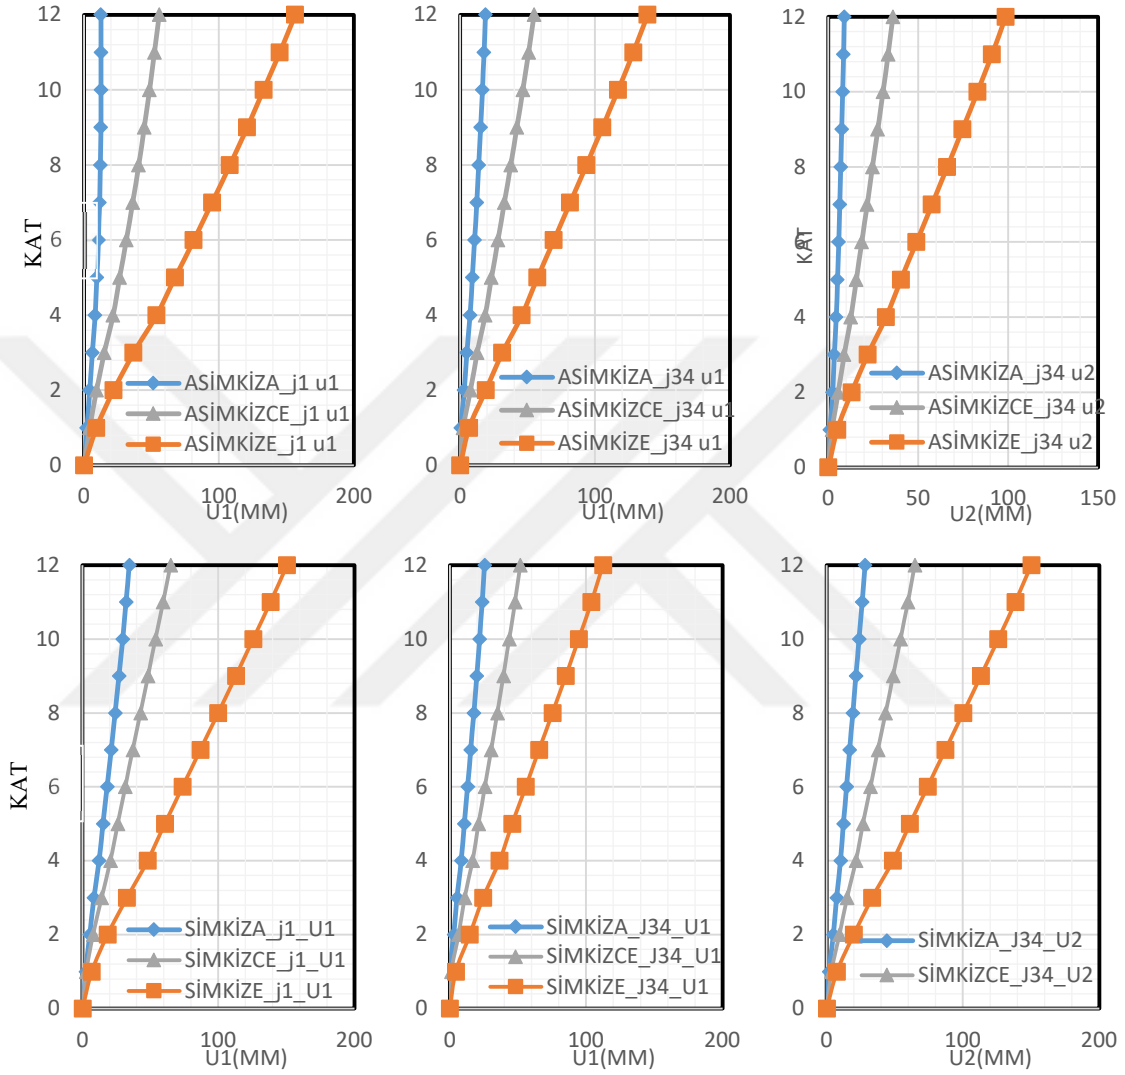 12
10
8
6
4
2
0
KAT
ASİMKİZA_j1 u1
ASİMKİZCE_j1 u1
ASİMKİZE_j1 u1
0 100 200
U1(MM)
12
10
8
6
4
2
0
ASİMKİZA_j34 u1
ASİMKİZCE_j34 u1
ASİMKİZE_j34 u1
0 100 200
U1(MM)
12
10
8
6
4
2
0
KAT
ASİMKİZA_j34 u2
ASİMKİZCE_j34 u2
ASİMKİZE_j34 u2
0 50 100 150
U2(MM)
12
10
8
6
4
2
0
KAT
SİMKİZA_j1_U1
SİMKİZCE_j1_U1
SİMKİZE_j1_U1
0 100 200
U1(MM)
12
10
8
6
4
2
0
SİMKİZA_J34_U1
SİMKİZCE_J34_U1
SİMKİZE_J34_U1
0 100 200
U1(MM)
12
10
8
6
4
2
0
SİMKİZA_J34_U2
SİMKİZCE_J34_U2
0 100 200
U2(MM)